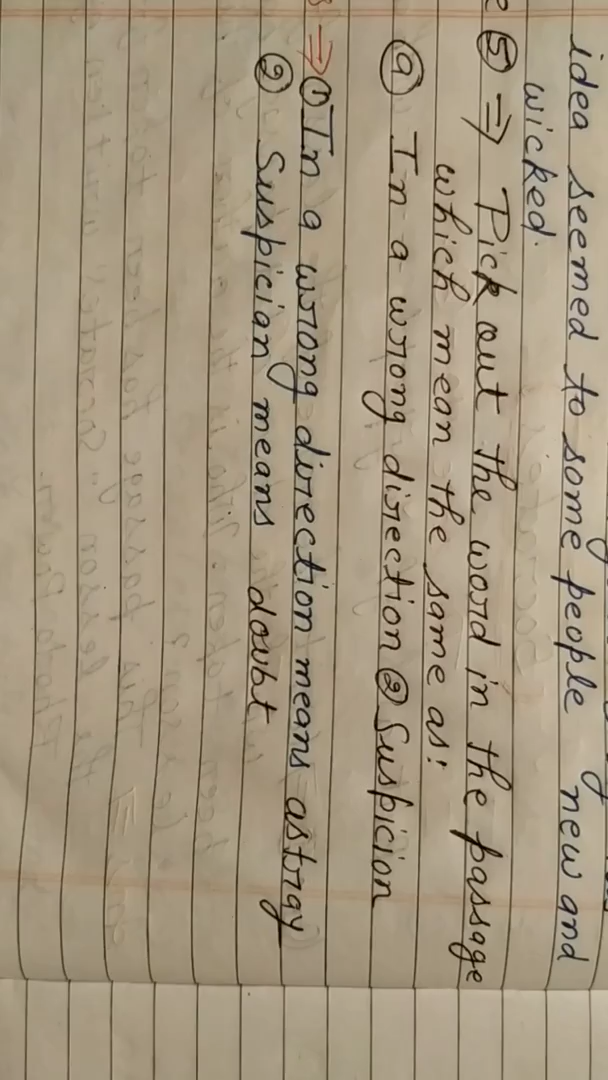 idea seemed to some people new and
wicked.
e ⑤ ⇒ Pick out the word in the passage
which mean the same as:
ⓐ In a wrong direction ② Suspicion
s ⇒ ① In a wrong direction means astray
② Suspician means doubt